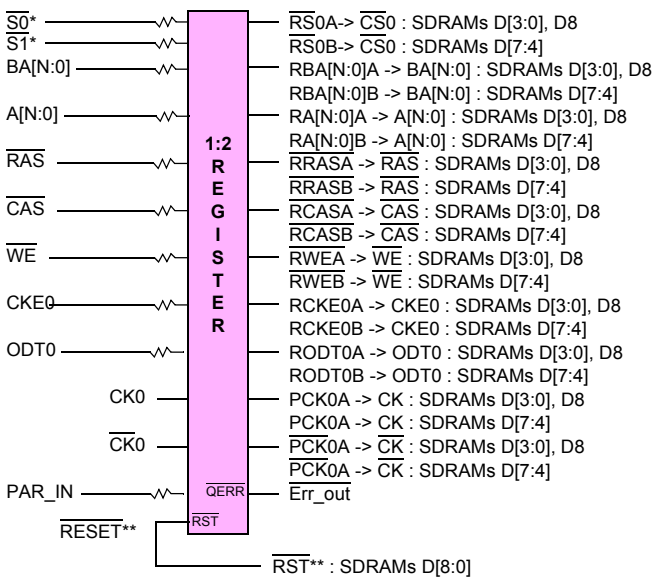 S0*
S1*
BA[N:0]
A[N:0]
RAS
CAS
WE
CKE0
ODT0
CK0
CK0
PAR_IN
RESET**
1:2
R
E
G
I
S
T
E
R
QERR
RST
RS0A-> CS0 : SDRAMs D[3:0], D8
RS0B-> CS0 : SDRAMs D[7:4]
RBA[N:0]A -> BA[N:0] : SDRAMs D[3:0], D8
RBA[N:0]B -> BA[N:0] : SDRAMs D[7:4]
RA[N:0]A -> A[N:0] : SDRAMs D[3:0], D8
RA[N:0]B -> A[N:0] : SDRAMs D[7:4]
RRASA -> RAS : SDRAMs D[3:0], D8
RRASB -> RAS : SDRAMs D[7:4]
RCASA -> CAS : SDRAMs D[3:0], D8
RCASB -> CAS : SDRAMs D[7:4]
RWEA -> WE : SDRAMs D[3:0], D8
RWEB -> WE : SDRAMs D[7:4]
RCKE0A -> CKE0 : SDRAMs D[3:0], D8
RCKE0B -> CKE0 : SDRAMs D[7:4]
RODT0A -> ODT0 : SDRAMs D[3:0], D8
RODT0B -> ODT0 : SDRAMs D[7:4]
PCK0A -> CK : SDRAMs D[3:0], D8
PCK0A -> CK : SDRAMs D[7:4]
PCK0A -> CK : SDRAMs D[3:0], D8
PCK0A -> CK : SDRAMs D[7:4]
Err_out
RST** : SDRAMs D[8:0]